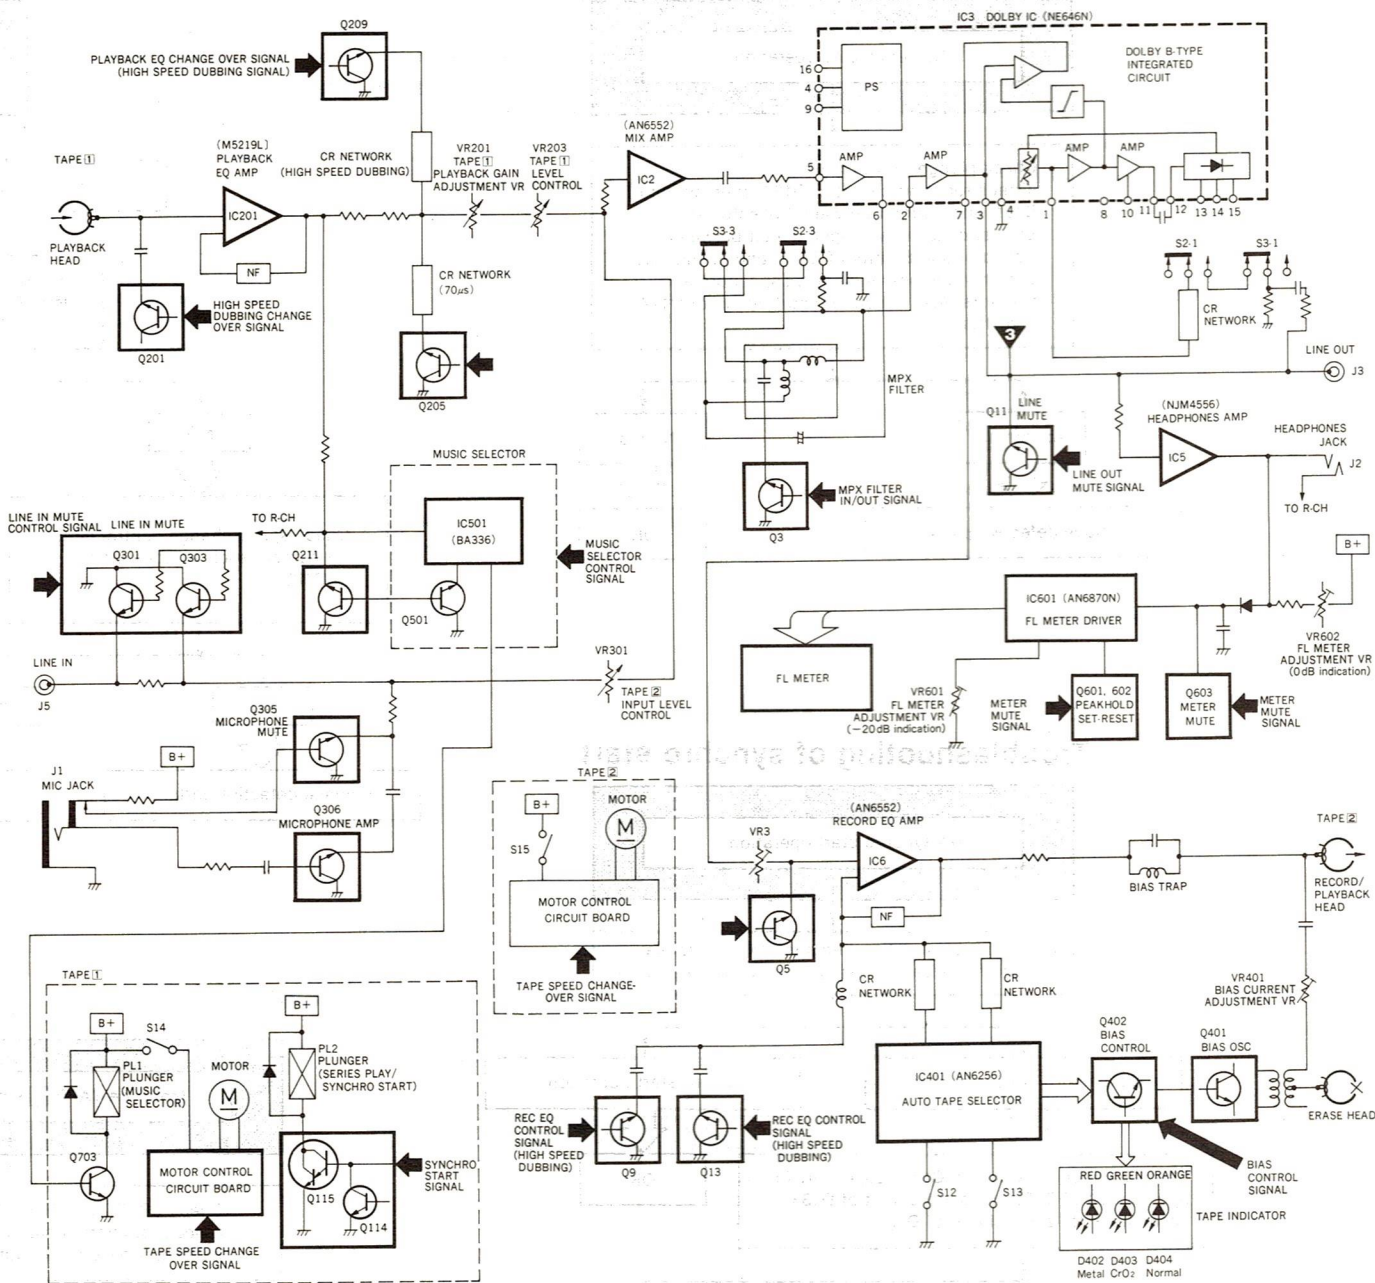 Q209
PLAYBACK EQ CHANGE OVER SIGNAL
(HIGH SPEED DUBBING SIGNAL)
IC3 DOLBY IC (NE646N)
DOLBY B-TYPE
INTEGRATED
CIRCUIT
16
4
9
PS
(AN6552)
MIX AMP
IC2
5
AMP
AMP
AMP
AMP
6
2
7
3
4
1
8
10
11
12
13
14
15
TAPE 1
(M5219L)
PLAYBACK
EQ AMP
IC201
NF
CR NETWORK
(HIGH SPEED DUBBING)
VR201
TAPE 1
PLAYBACK GAIN
ADJUSTMENT VR
VR203
TAPE 1
LEVEL
CONTROL
PLAYBACK
HEAD
CR NETWORK
(70µs)
HIGH SPEED
DUBBING CHANGE
OVER SIGNAL
Q201
Q205
S3-3
S2-3
S2-1
S3-1
CR
NETWORK
MPX
FILTER
3
LINE OUT
J3
Q11
LINE
MUTE
(NJM4556)
HEADPHONES AMP
IC5
HEADPHONES
JACK
J2
TO R-CH
LINE OUT
MUTE SIGNAL
MPX FILTER
IN/OUT SIGNAL
Q3
MUSIC SELECTOR
IC501
(BA336)
MUSIC
SELECTOR
CONTROL
SIGNAL
Q501
TO R-CH
Q211
LINE IN MUTE
CONTROL SIGNAL
LINE IN MUTE
Q301
Q303
LINE IN
J5
VR301
TAPE 2
INPUT LEVEL
CONTROL
B+
VR602
FL METER
ADJUSTMENT VR
(0dB indication)
IC601 (AN6870N)
FL METER DRIVER
FL METER
VR601
FL METER
ADJUSTMENT VR
(−20dB indication)
METER
MUTE
SIGNAL
Q601, 602
PEAKHOLD
SET-RESET
Q603
METER
MUTE
METER
MUTE
SIGNAL
Q305
MICROPHONE
MUTE
B+
J1
MIC JACK
Q306
MICROPHONE AMP
TAPE 2
B+
MOTOR
M
S15
MOTOR CONTROL
CIRCUIT BOARD
TAPE SPEED CHANGE-
OVER SIGNAL
VR3
(AN6552)
RECORD EQ AMP
IC6
NF
Q5
BIAS TRAP
TAPE 2
RECORD/
PLAYBACK
HEAD
CR
NETWORK
CR
NETWORK
VR401
BIAS CURRENT
ADJUSTMENT VR
Q402
BIAS
CONTROL
Q401
BIAS OSC
IC401 (AN6256)
AUTO TAPE SELECTOR
ERASE HEAD
REC EQ
CONTROL
SIGNAL
(HIGH SPEED
DUBBING)
Q9
Q13
REC EQ CONTROL
SIGNAL
(HIGH SPEED
DUBBING)
S12
S13
BIAS
CONTROL
SIGNAL
RED GREEN ORANGE
TAPE INDICATOR
D402 D403 D404
Metal CrO2 Normal
TAPE 1
B+
S14
PL1
PLUNGER
(MUSIC
SELECTOR)
MOTOR
M
B+
PL2
PLUNGER
(SERIES PLAY/
SYNCHRO START)
Q703
MOTOR CONTROL
CIRCUIT BOARD
TAPE SPEED CHANGE
OVER SIGNAL
Q115
Q114
SYNCHRO
START
SIGNAL